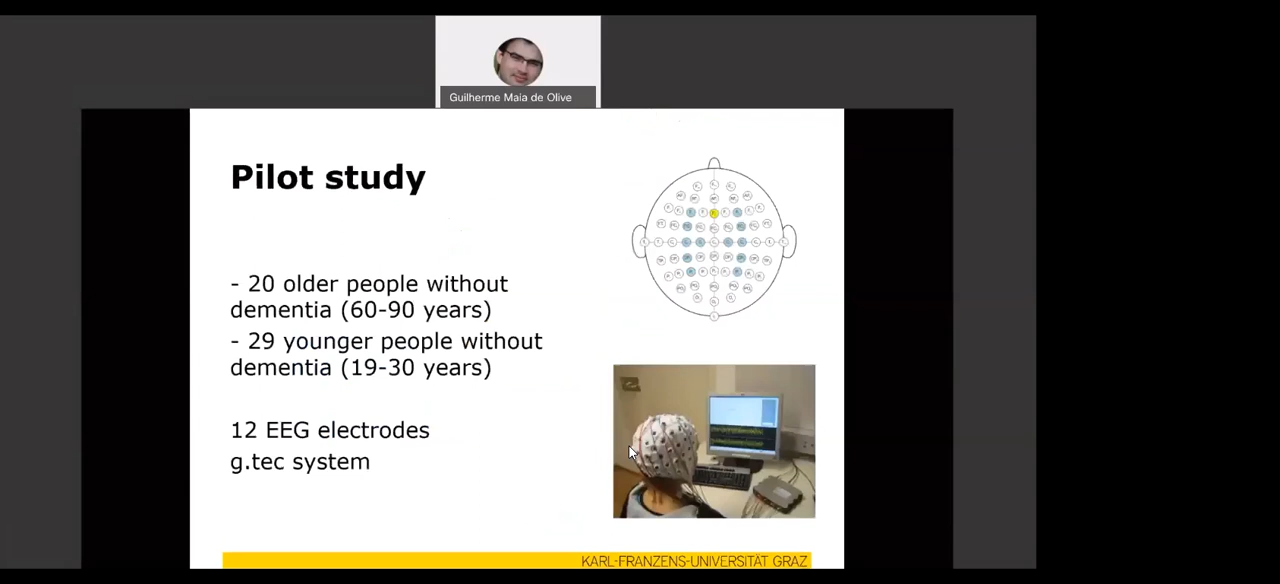 Guilherme Maia de Olive
Pilot study
- 20 older people without
dementia (60-90 years)
- 29 younger people without
dementia (19-30 years)
12 EEG electrodes
g.tec system
KARL-FRANZENS-UNIVERSITÄT GRAZ